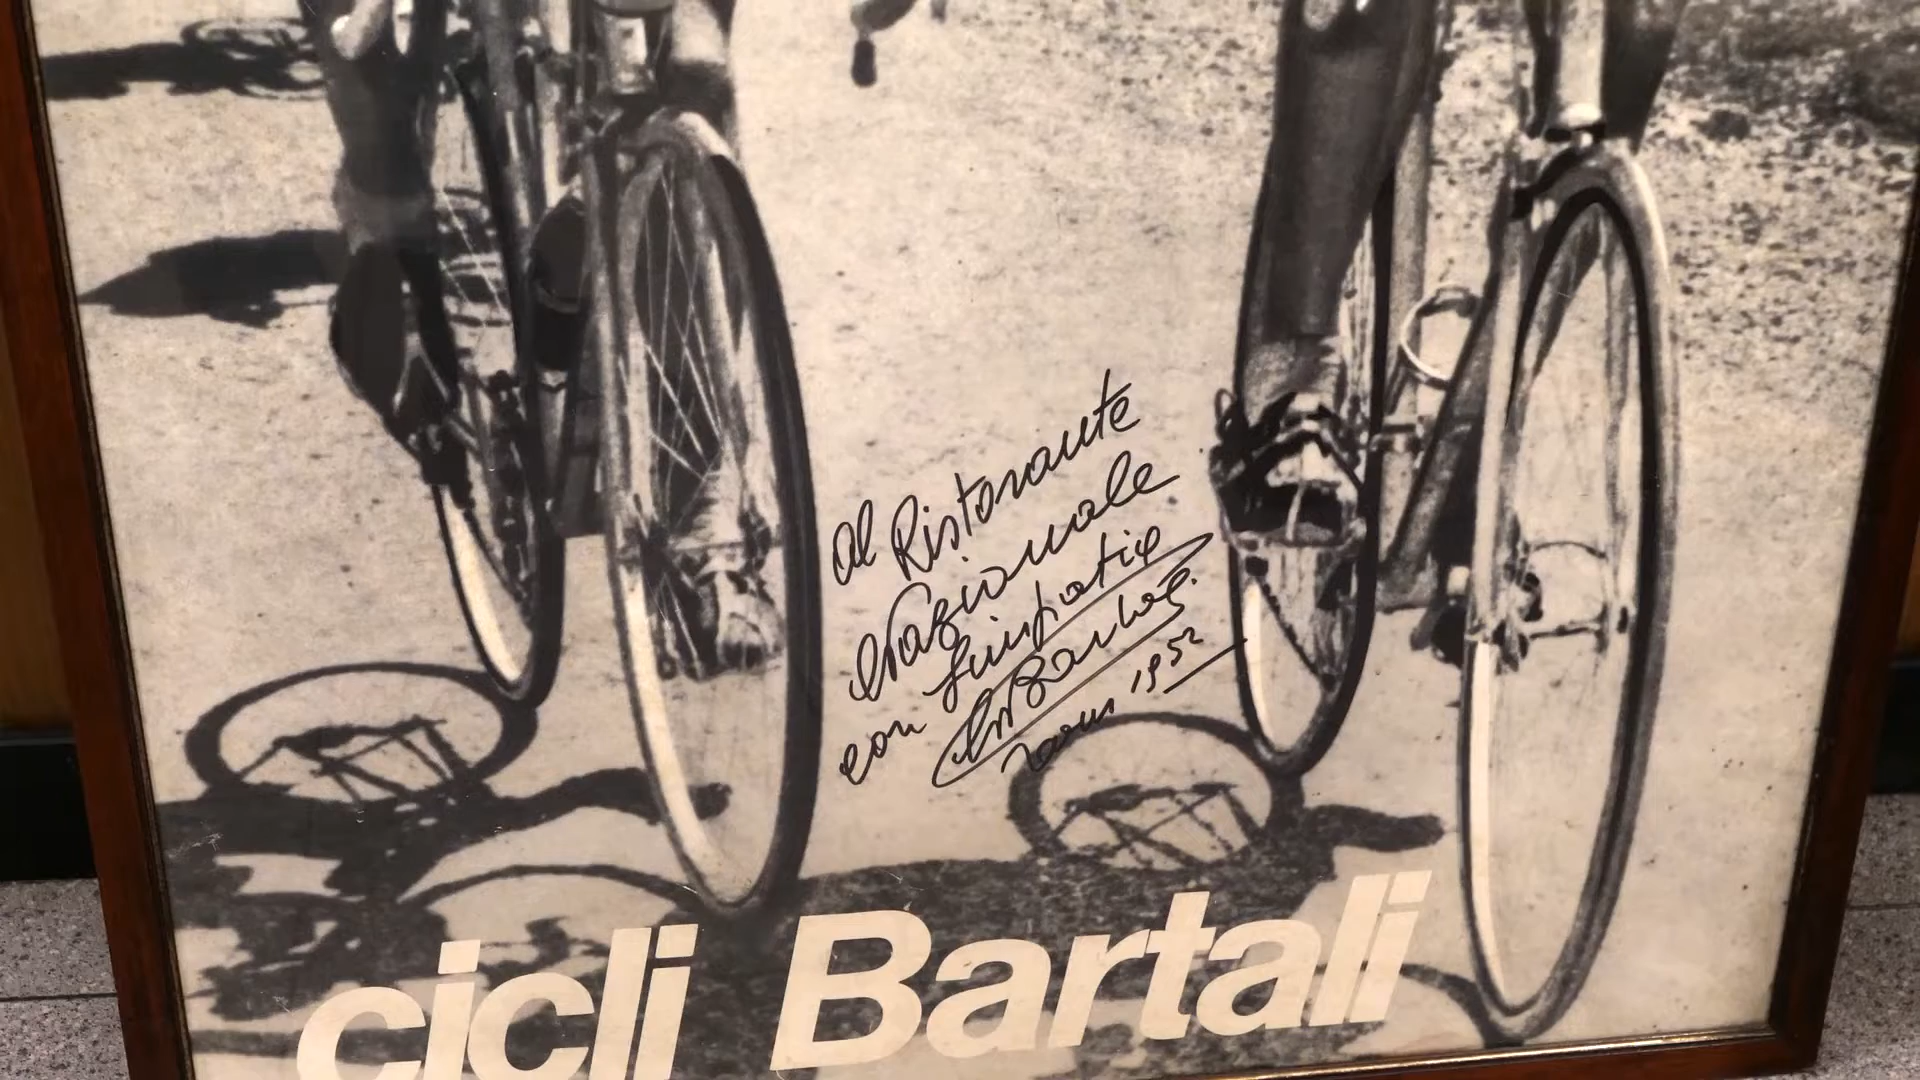 Al Ristorante
Nazionale
con simpatia
Bartali
1952
cicli Bartali